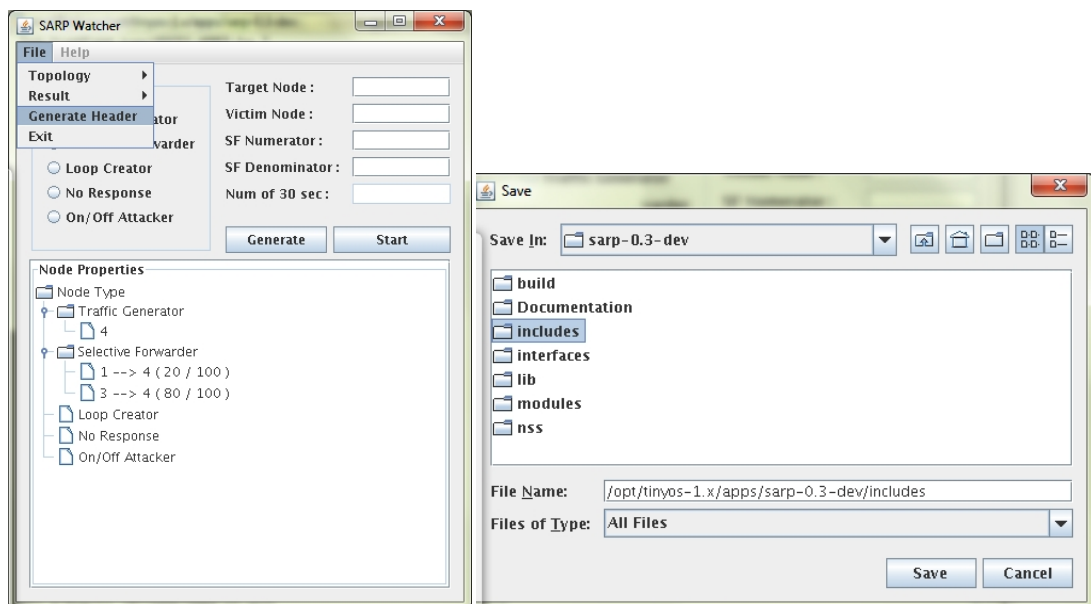 SARP Watcher
File Help
Topology
Result
Generate Header
Exit
Target Node :
Victim Node :
SF Numerator :
SF Denominator :
Num of 30 sec :
Loop Creator
No Response
On/Off Attacker
Generate Start
Node Properties
Node Type
Traffic Generator
4
Selective Forwarder
1 --> 4 ( 20 / 100 )
3 --> 4 ( 80 / 100 )
Loop Creator
No Response
On/Off Attacker
Save
Save In: sarp-0.3-dev
build
Documentation
includes
interfaces
lib
modules
nss
File Name: /opt/tinyos-1.x/apps/sarp-0.3-dev/includes
Files of Type: All Files
Save Cancel